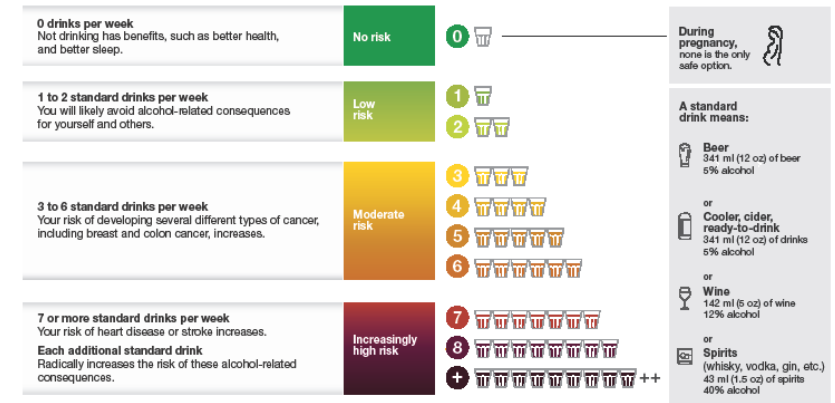 0 drinks per week
Not drinking has benefits, such as better health,
and better sleep.
No risk
0
During
pregnancy,
none is the only
safe option.
1 to 2 standard drinks per week
You will likely avoid alcohol-related consequences
for yourself and others.
Low
risk
1
2
3 to 6 standard drinks per week
Your risk of developing several different types of cancer,
including breast and colon cancer, increases.
Moderate
risk
3
4
5
6
7 or more standard drinks per week
Your risk of heart disease or stroke increases.
Each additional standard drink
Radically increases the risk of these alcohol-related
consequences.
Increasingly
high risk
7
8
+
++
A standard
drink means:
Beer
341 ml (12 oz) of beer
5% alcohol
or
Cooler, cider,
ready-to-drink
341 ml (12 oz) of drinks
5% alcohol
or
Wine
142 ml (5 oz) of wine
12% alcohol
or
Spirits
(whisky, vodka, gin, etc.)
43 ml (1.5 oz) of spirits
40% alcohol